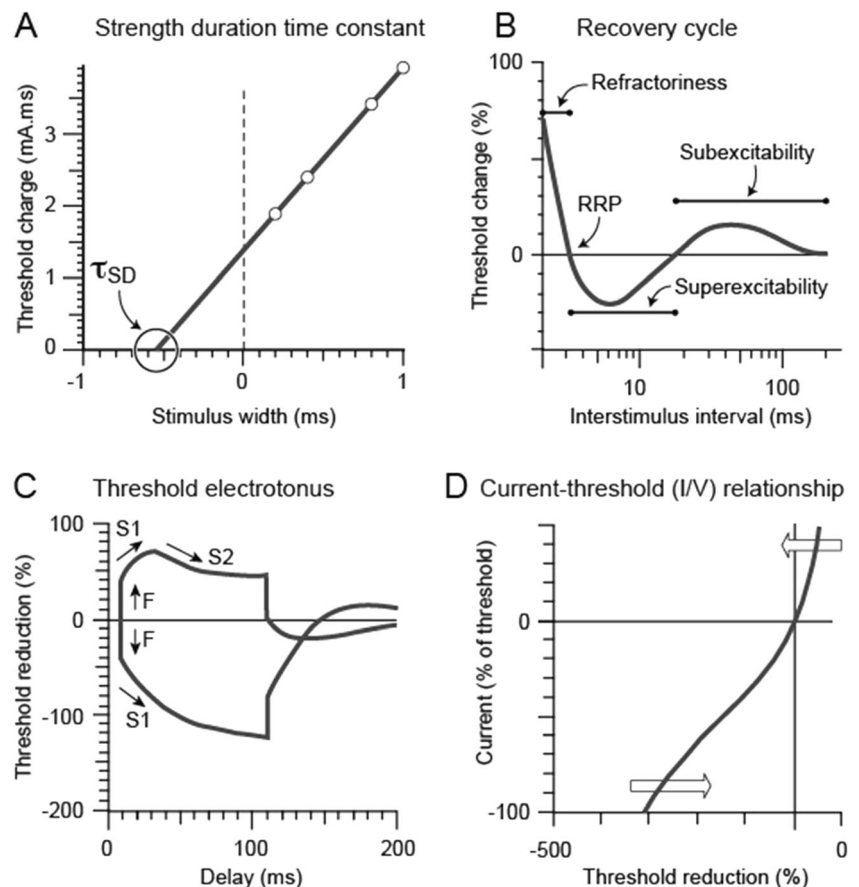 A Strength duration time constant
Threshold charge (mA.ms)
3
2
1
0
τSD
-1
0
1
Stimulus width (ms)
B Recovery cycle
Threshold change (%)
100
0
Refractoriness
Subexcitability
RRP
Superexcitability
10
100
Interstimulus interval (ms)
C Threshold electrotonus
Threshold reduction (%)
100
0
-100
-200
S1
S2
F
F
S1
0
100
200
Delay (ms)
D Current-threshold (I/V) relationship
Current (% of threshold)
0
-100
-500
0
Threshold reduction (%)